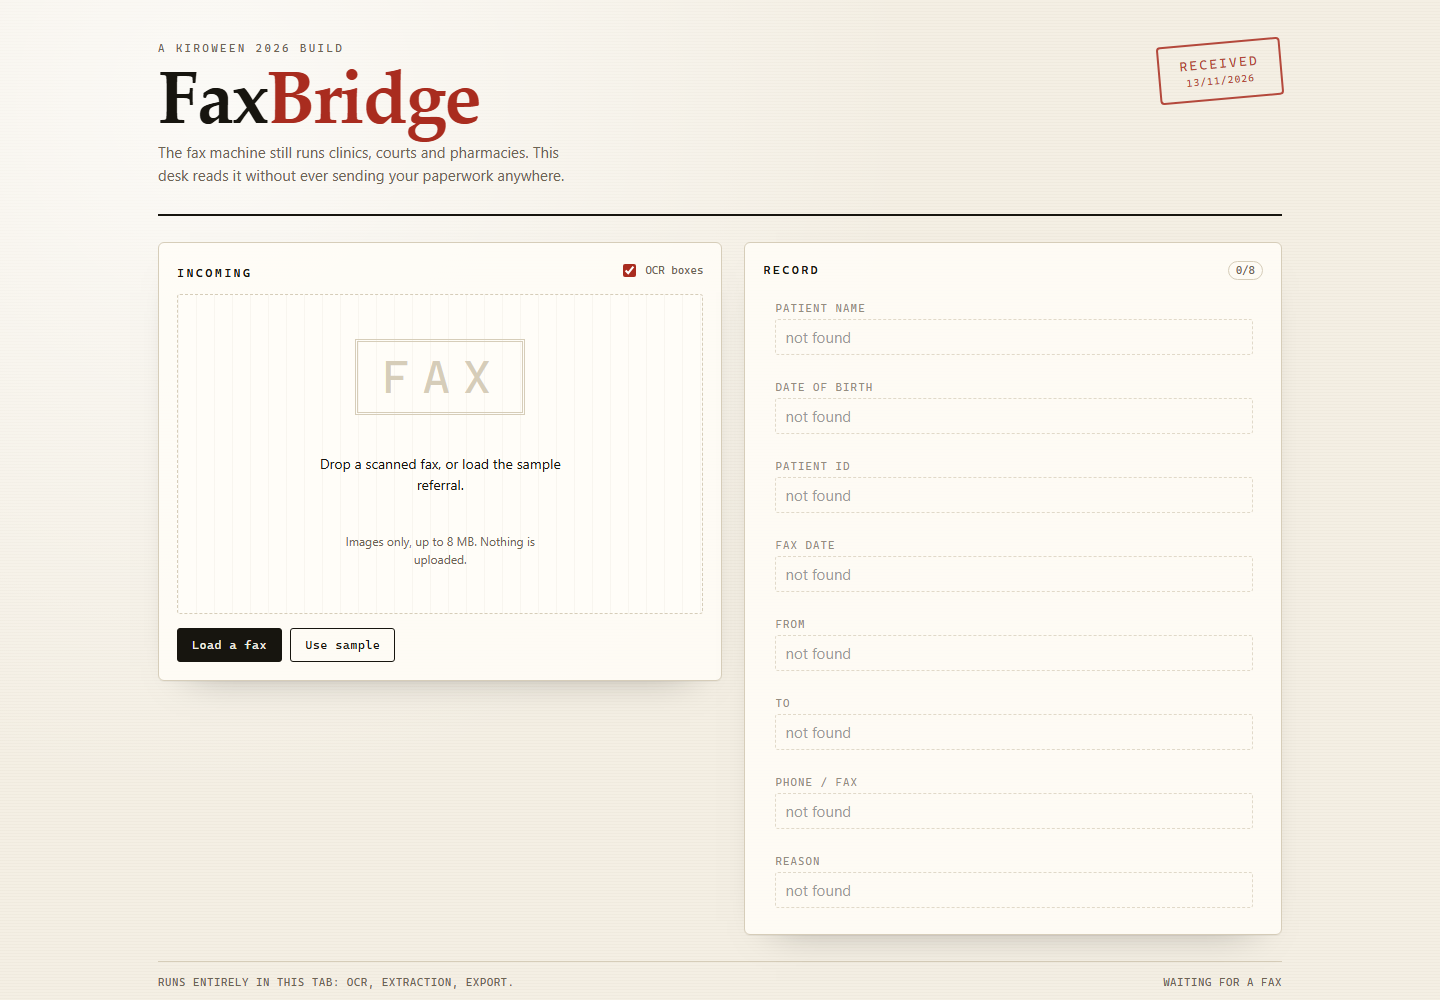 A KIROWEEN 2026 BUILD
FaxBridge
The fax machine still runs clinics, courts and pharmacies. This
desk reads it without ever sending your paperwork anywhere.
RECEIVED
13/11/2026
INCOMING
OCR boxes
FAX
Drop a scanned fax, or load the sample
referral.
Images only, up to 8 MB. Nothing is
uploaded.
Load a fax
Use sample
RECORD
0/8
PATIENT NAME
not found
DATE OF BIRTH
not found
PATIENT ID
not found
FAX DATE
not found
FROM
not found
TO
not found
PHONE / FAX
not found
REASON
not found
RUNS ENTIRELY IN THIS TAB: OCR, EXTRACTION, EXPORT.
WAITING FOR A FAX